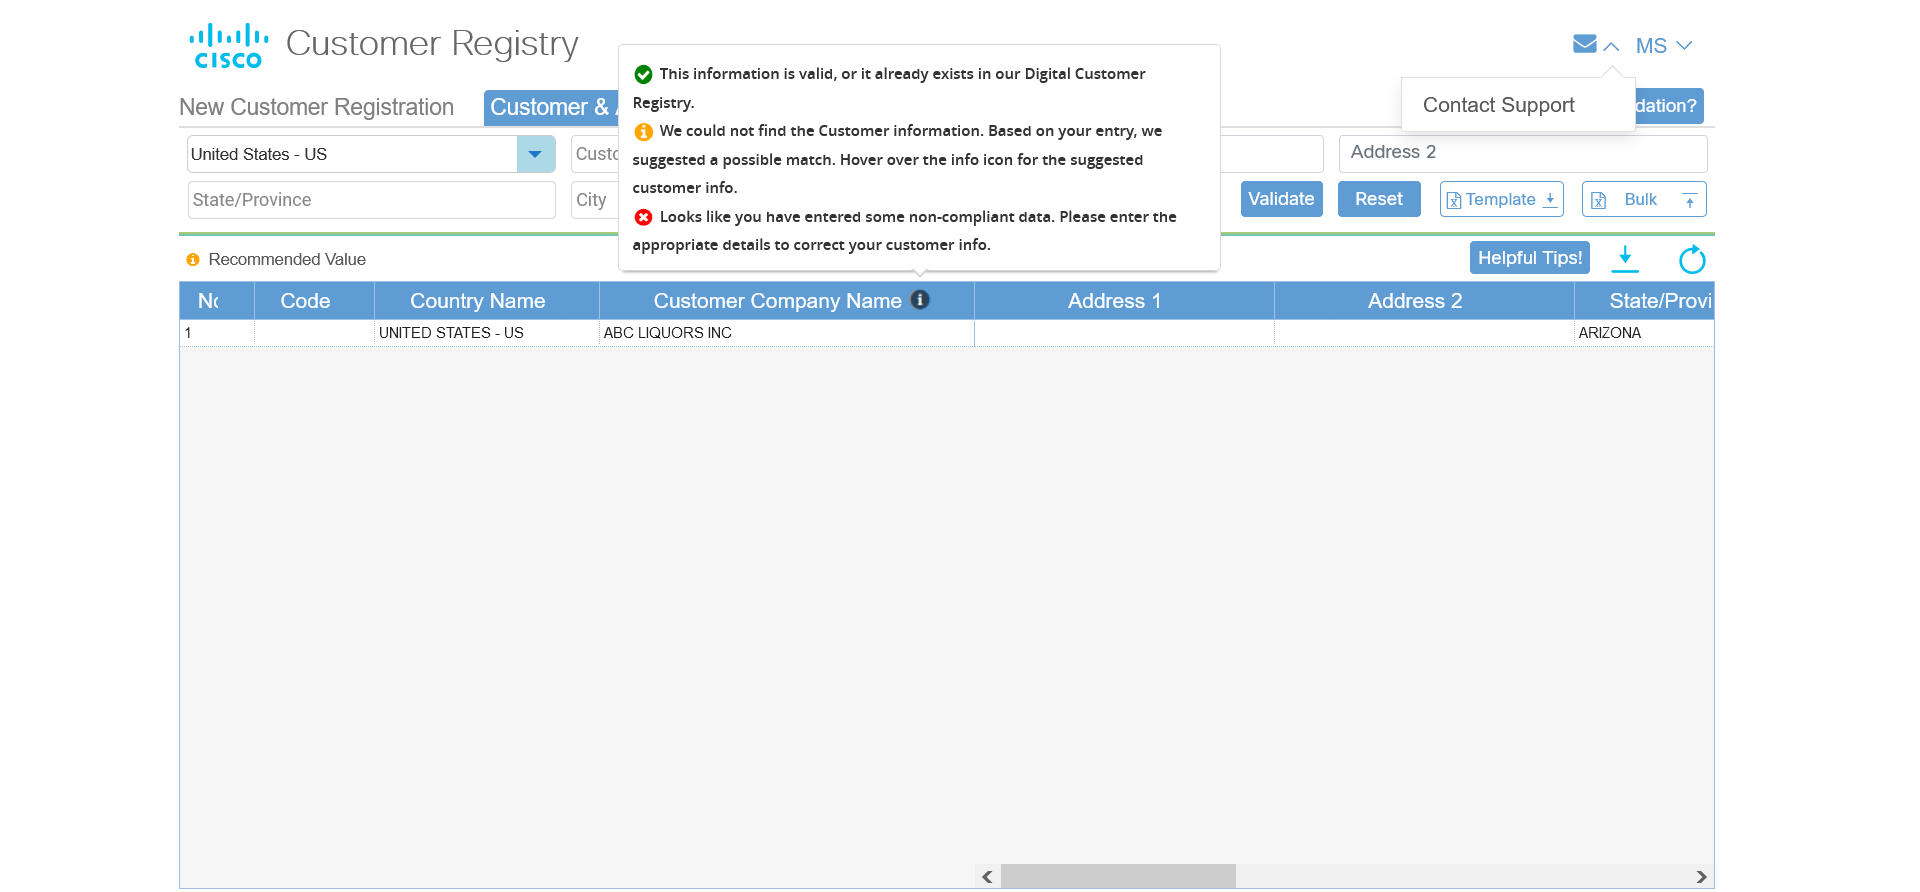 CISCO
Customer Registry
MS
Contact Support
New Customer Registration
Customer &
dation?
This information is valid, or it already exists in our Digital Customer
Registry.
We could not find the Customer information. Based on your entry, we
suggested a possible match. Hover over the info icon for the suggested
customer info.
Looks like you have entered some non-compliant data. Please enter the
appropriate details to correct your customer info.
United States - US
Address 2
State/Province
City
Validate
Reset
Template
Bulk
Recommended Value
Helpful Tips!
Code Country Name Customer Company Name Address 1 Address 2 State/Provi
1 UNITED STATES - US ABC LIQUORS INC ARIZONA